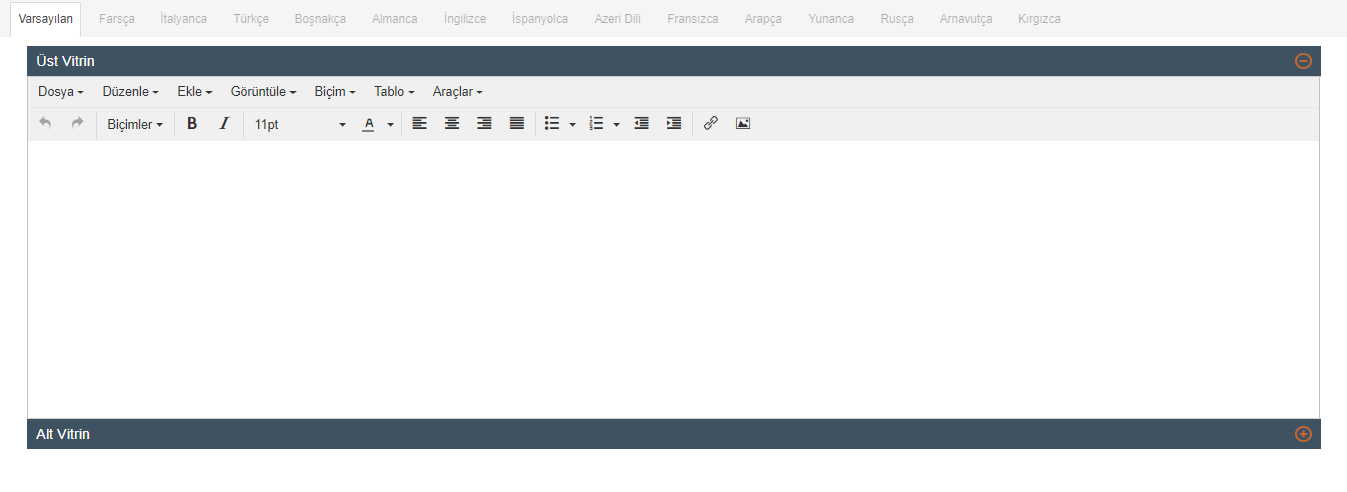 Varsayılan Farsça İtalyanca Türkçe Boşnakça Almanca İngilizce İspanyolca Azeri Dili Fransızca Arapça Yunanca Rusça Arnavutça Kırgızca
Üst Vitrin
Dosya Düzenle Ekle Görüntüle Biçim Tablo Araçlar
Biçimler B I 11pt A
Alt Vitrin